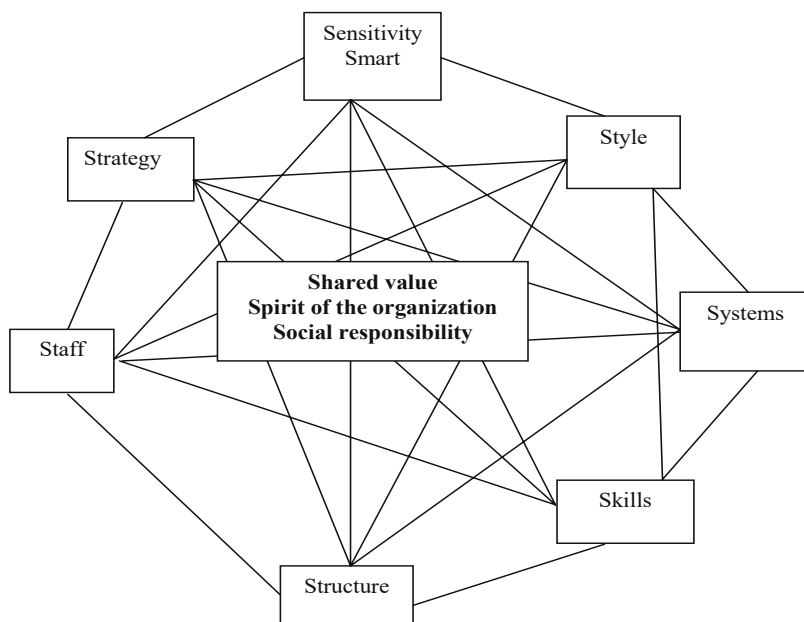 Sensitivity
Smart
Style
Strategy
Shared value
Spirit of the organization
Social responsibility
Systems
Staff
Skills
Structure